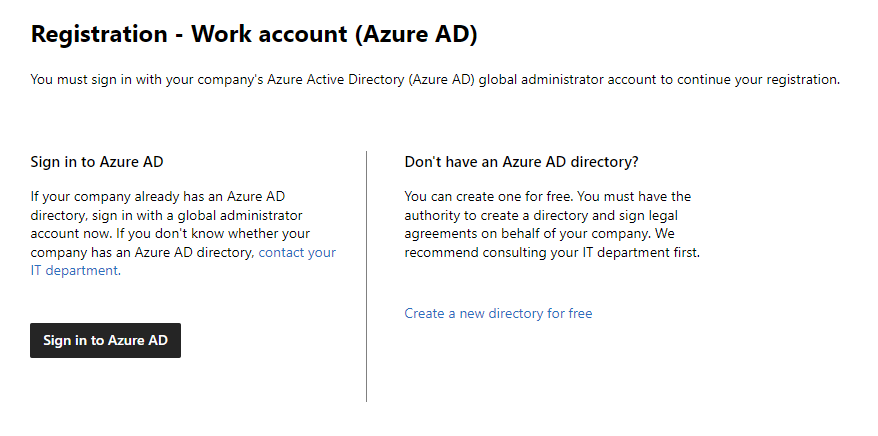 Registration - Work account (Azure AD)
You must sign in with your company's Azure Active Directory (Azure AD) global administrator account to continue your registration.
Sign in to Azure AD
If your company already has an Azure AD
directory, sign in with a global administrator
account now. If you don't know whether your
company has an Azure AD directory, contact your
IT department.
Sign in to Azure AD
Don't have an Azure AD directory?
You can create one for free. You must have the
authority to create a directory and sign legal
agreements on behalf of your company. We
recommend consulting your IT department first.
Create a new directory for free